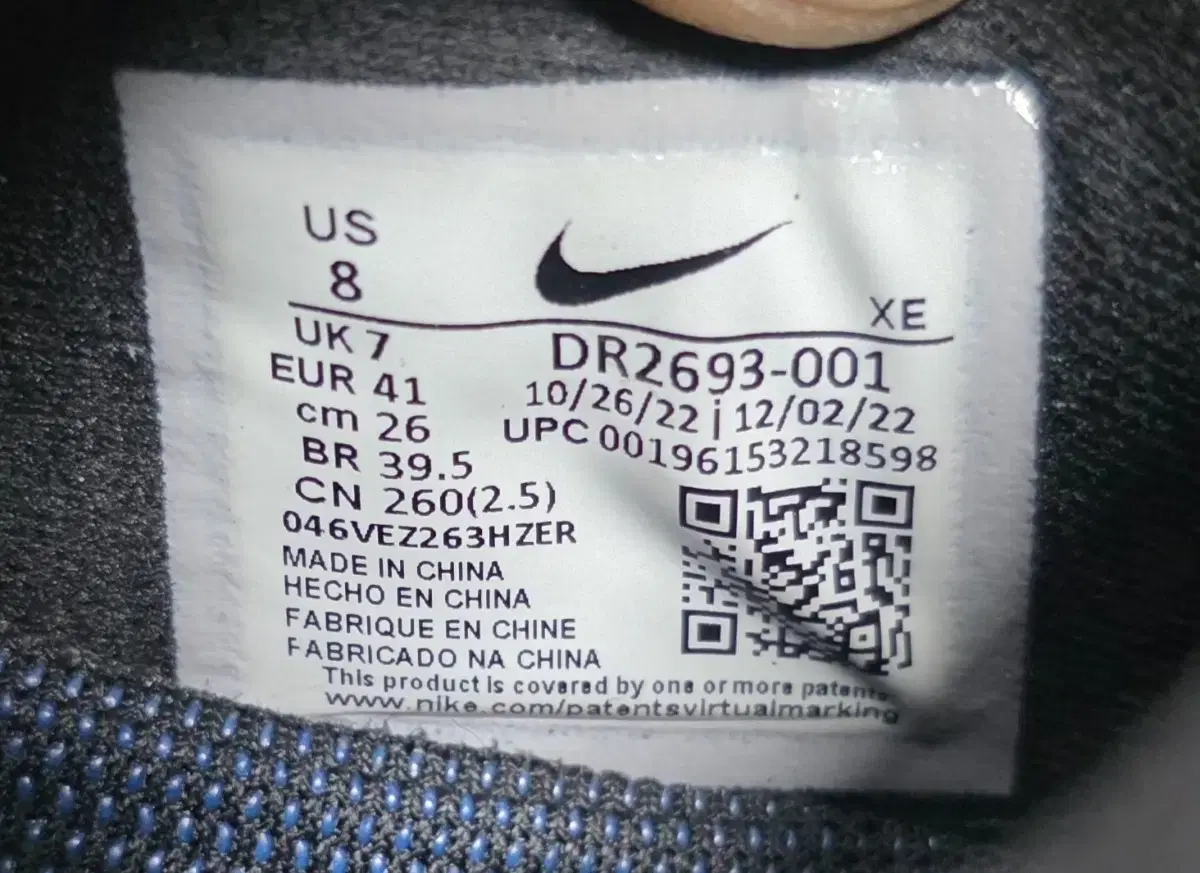 US
8
XE
UK 7
EUR 41
cm 26
BR 39.5
CN 260(2.5)
DR2693-001
10/26/22 | 12/02/22
UPC 00196153218598
046VEZ263HZER
MADE IN CHINA
HECHO EN CHINA
FABRIQUE EN CHINE
FABRICADO NA CHINA
This product is covered by one or more patents.
www.nike.com/patentsvirtualmarking